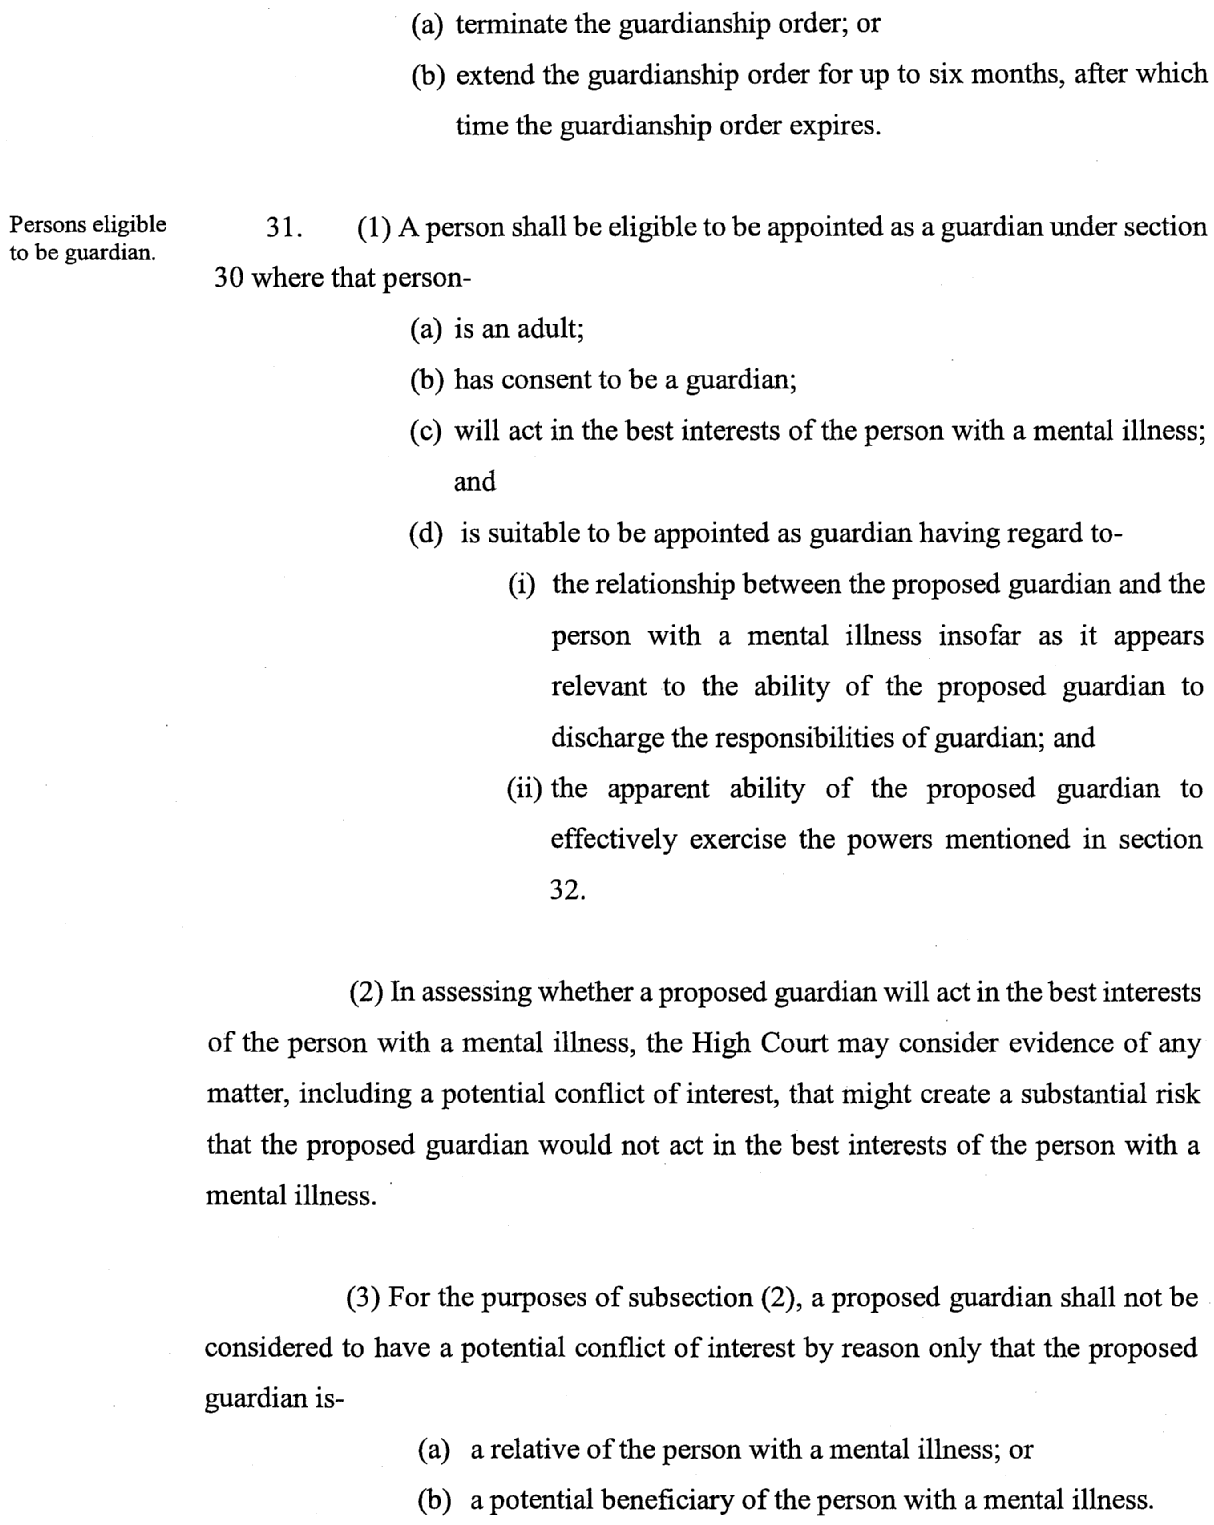 (a) terminate the guardianship order; or
(b) extend the guardianship order for up to six months, after which
time the guardianship order expires.
Persons eligible
to be guardian.
31. (1) A person shall be eligible to be appointed as a guardian under section
30 where that person-
(a) is an adult;
(b) has consent to be a guardian;
(c) will act in the best interests of the person with a mental illness;
and
(d) is suitable to be appointed as guardian having regard to-
(i) the relationship between the proposed guardian and the
person with a mental illness insofar as it appears
relevant to the ability of the proposed guardian to
discharge the responsibilities of guardian; and
(ii) the apparent ability of the proposed guardian to
effectively exercise the powers mentioned in section
32.
(2) In assessing whether a proposed guardian will act in the best interests
of the person with a mental illness, the High Court may consider evidence of any
matter, including a potential conflict of interest, that might create a substantial risk
that the proposed guardian would not act in the best interests of the person with a
mental illness.
(3) For the purposes of subsection (2), a proposed guardian shall not be
considered to have a potential conflict of interest by reason only that the proposed
guardian is-
(a) a relative of the person with a mental illness; or
(b) a potential beneficiary of the person with a mental illness.